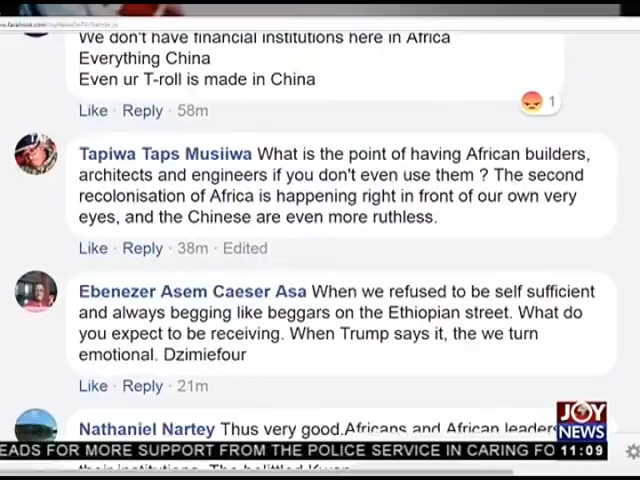 We don't have financial institutions here in Africa
Everything China
Even ur T-roll is made in China
Like · Reply · 58m
1
Tapiwa Taps Musiiwa What is the point of having African builders,
architects and engineers if you don't even use them ? The second
recolonisation of Africa is happening right in front of our own very
eyes, and the Chinese are even more ruthless.
Like · Reply · 38m · Edited
Ebenezer Asem Caeser Asa When we refused to be self sufficient
and always begging like beggars on the Ethiopian street. What do
you expect to be receiving. When Trump says it, the we turn
emotional. Dzimiefour
Like · Reply · 21m
Nathaniel Nartey Thus very good.Africans and African leaders
JOY
NEWS
EADS FOR MORE SUPPORT FROM THE POLICE SERVICE IN CARING FO
11:09